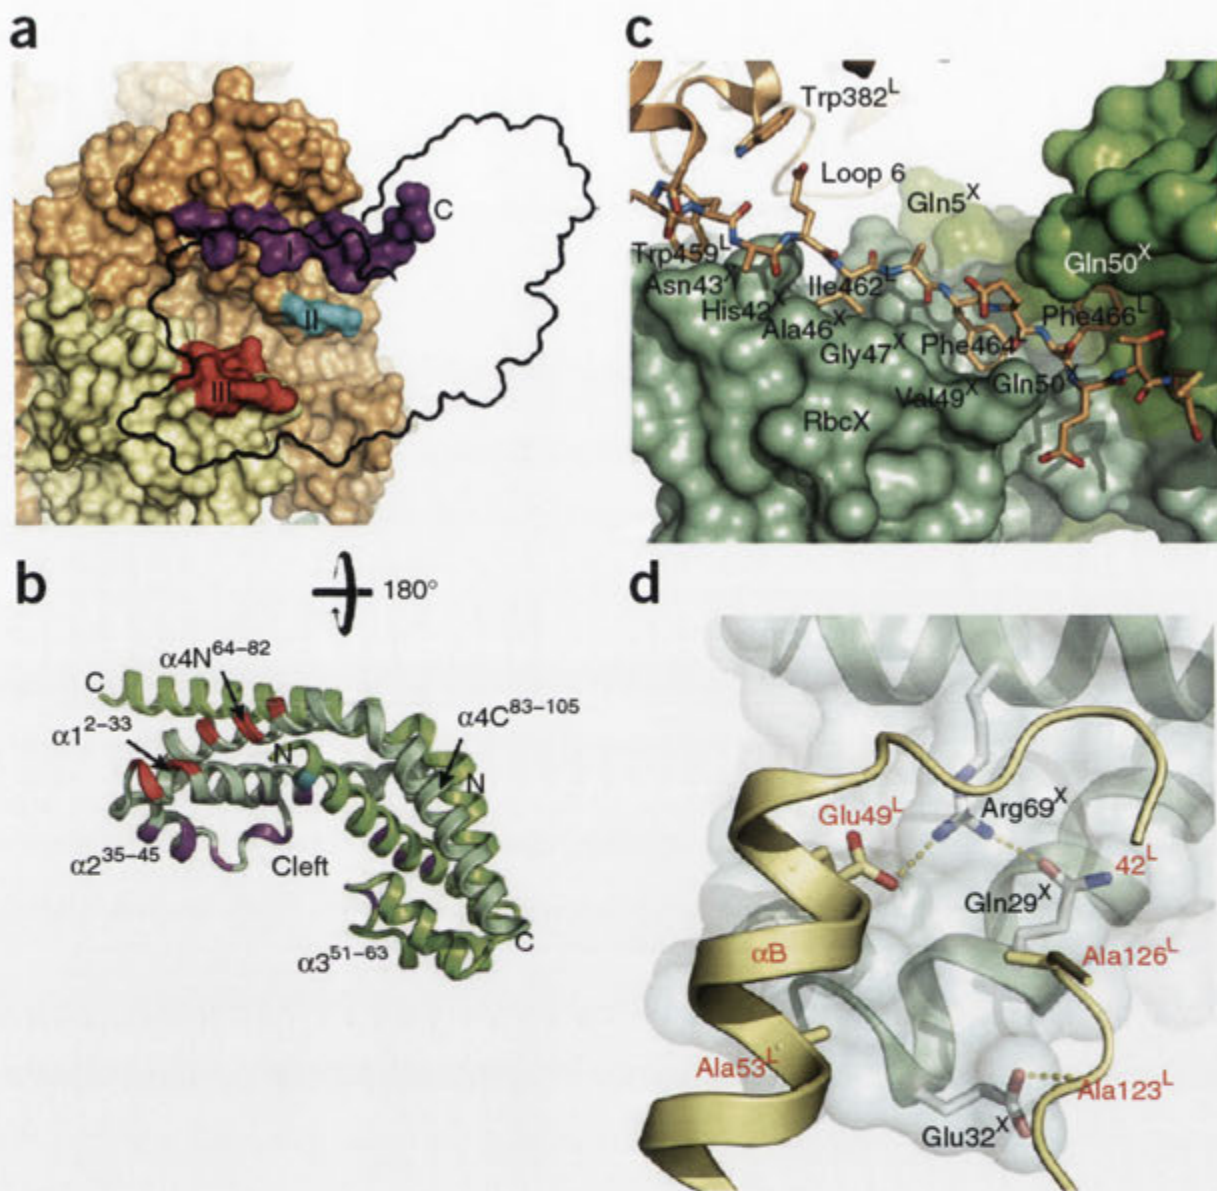 a
C
I
II
III
b
180°
α4N64–82
C
α12–33
N
α4C83–105
N
α235–45
Cleft
α351–63
C
c
Trp382L
Loop 6
Gln5X
Trp459L
Gln50X
Asn43X
Ile462L
His42X
Phe466L
Ala46X
Gly47X
Phe464L
Gln50X
Val49X
RbcX
d
Glu49L
Arg69X
42L
Gln29X
αB
Ala126L
Ala53L
Ala123L
Glu32X